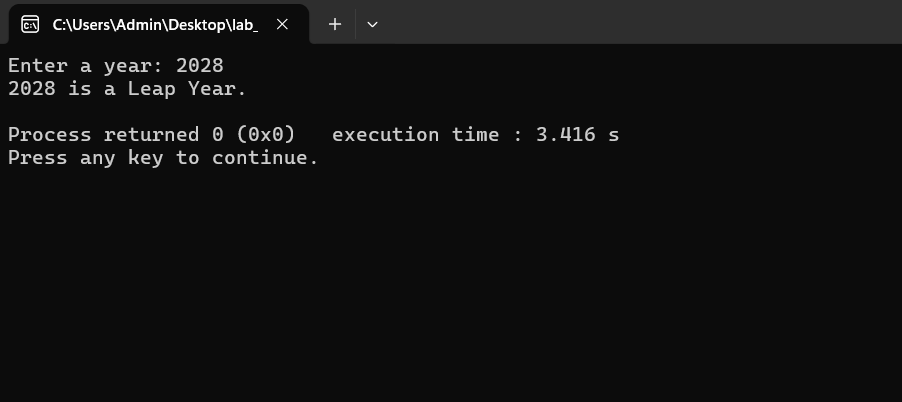 C:\Users\Admin\Desktop\lab_
Enter a year: 2028
2028 is a Leap Year.
Process returned 0 (0x0)   execution time : 3.416 s
Press any key to continue.